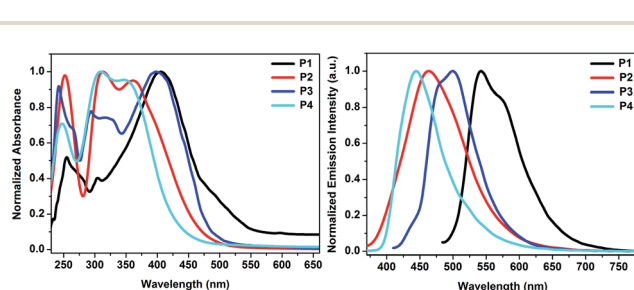 Normalized Absorbance
1.0
0.8
0.6
0.4
0.2
0.0
P1
P2
P3
P4
250 300 350 400 450 500 550 600 650
Wavelength (nm)
Normalized Emission Intensity (a.u.)
1.0
0.8
0.6
0.4
0.2
0.0
P1
P2
P3
P4
400 450 500 550 600 650 700 750
Wavelength (nm)